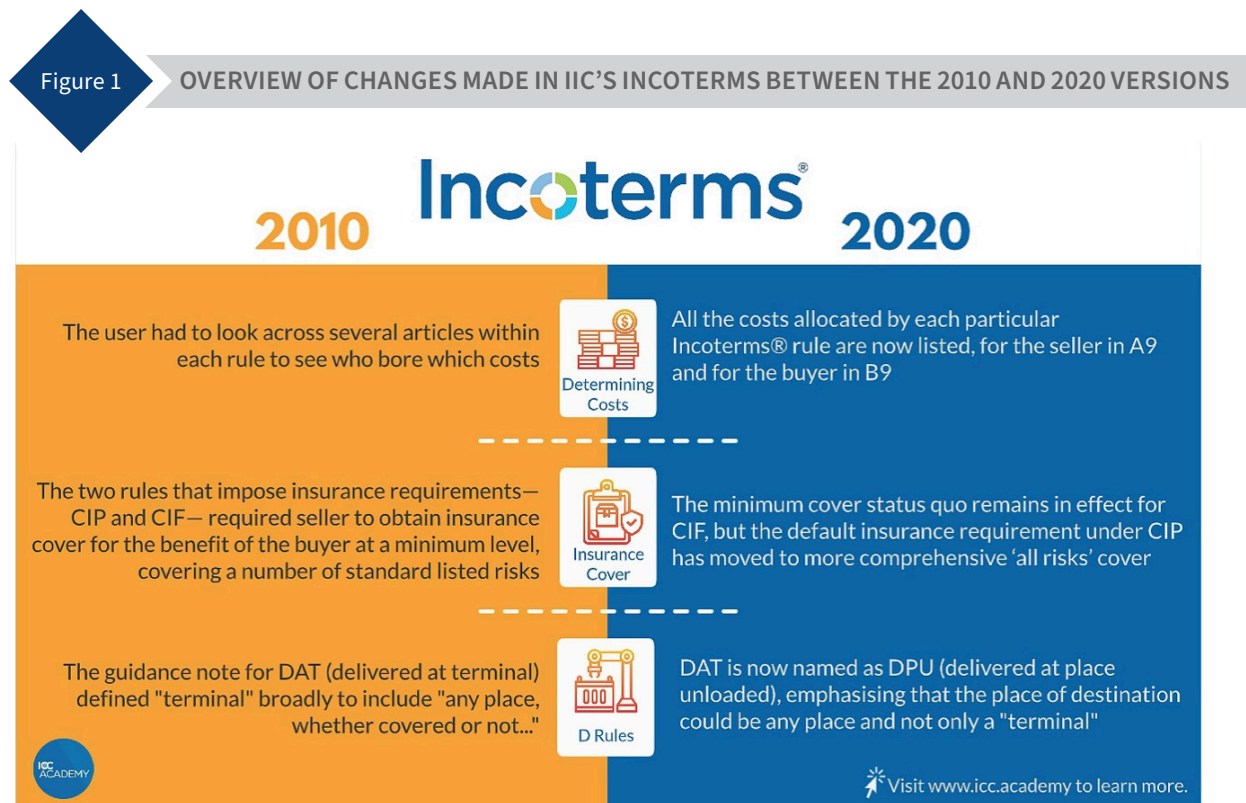 Figure 1
OVERVIEW OF CHANGES MADE IN IIC’S INCOTERMS BETWEEN THE 2010 AND 2020 VERSIONS
Incoterms®
2010
2020
The user had to look across several articles within
each rule to see who bore which costs
Determining
Costs
All the costs allocated by each particular
Incoterms® rule are now listed, for the seller in A9
and for the buyer in B9
The two rules that impose insurance requirements—
CIP and CIF— required seller to obtain insurance
cover for the benefit of the buyer at a minimum level,
covering a number of standard listed risks
Insurance
Cover
The minimum cover status quo remains in effect for
CIF, but the default insurance requirement under CIP
has moved to more comprehensive ‘all risks’ cover
The guidance note for DAT (delivered at terminal)
defined "terminal" broadly to include "any place,
whether covered or not..."
D Rules
DAT is now named as DPU (delivered at place
unloaded), emphasising that the place of destination
could be any place and not only a "terminal"
ICC
ACADEMY
Visit www.icc.academy to learn more.